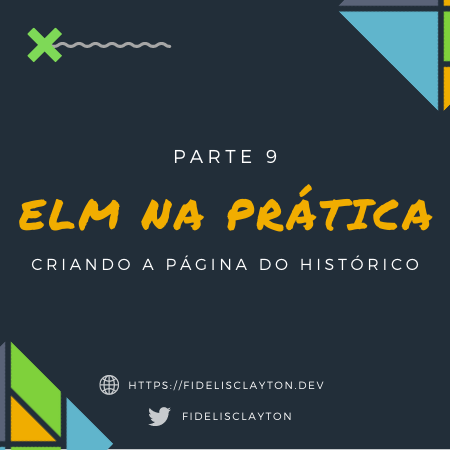 PARTE 9
ELM NA PRÁTICA
CRIANDO A PÁGINA DO HISTÓRICO
HTTPS://FIDELISCLAYTON.DEV
FIDELISCLAYTON